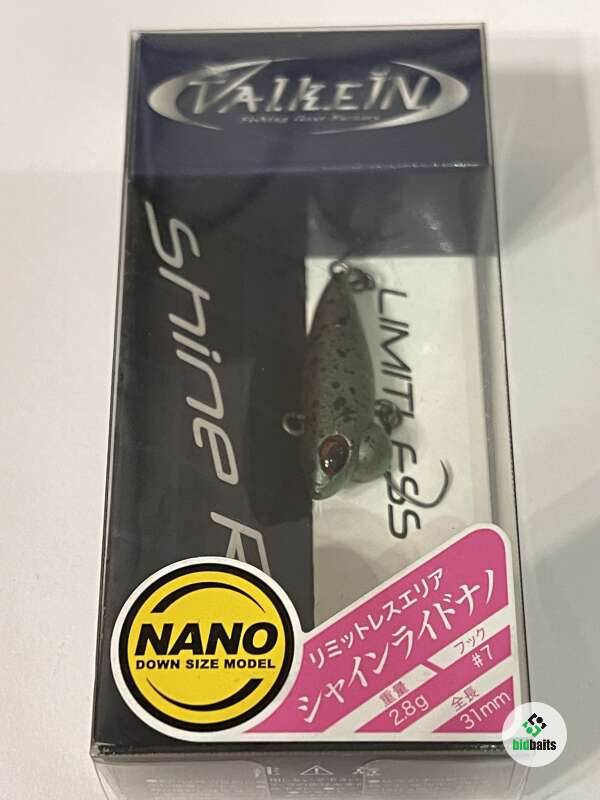 VALKEIN
Fishing Gear Factory
Shine R
LIMITLESS
NANO
DOWN SIZE MODEL
リミットレスエリア
シャインライドナノ
重量
2.8g
フック
#7
全長
31mm
注
bidbaits